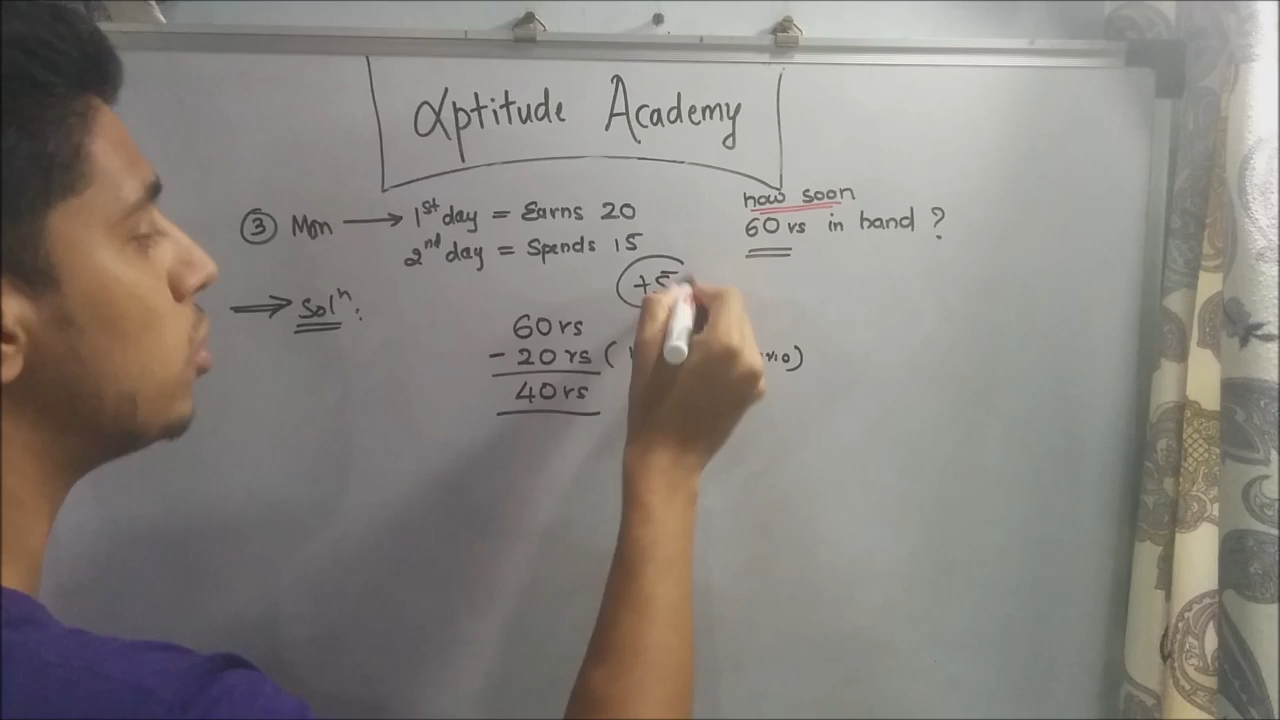 αptitude Academy
③ Man → 1st day = Earns 20
2nd day = Spends 15
how soon
60 rs in hand ?
+5
⇒ Solⁿ:
60 rs
- 20 rs (
40 rs